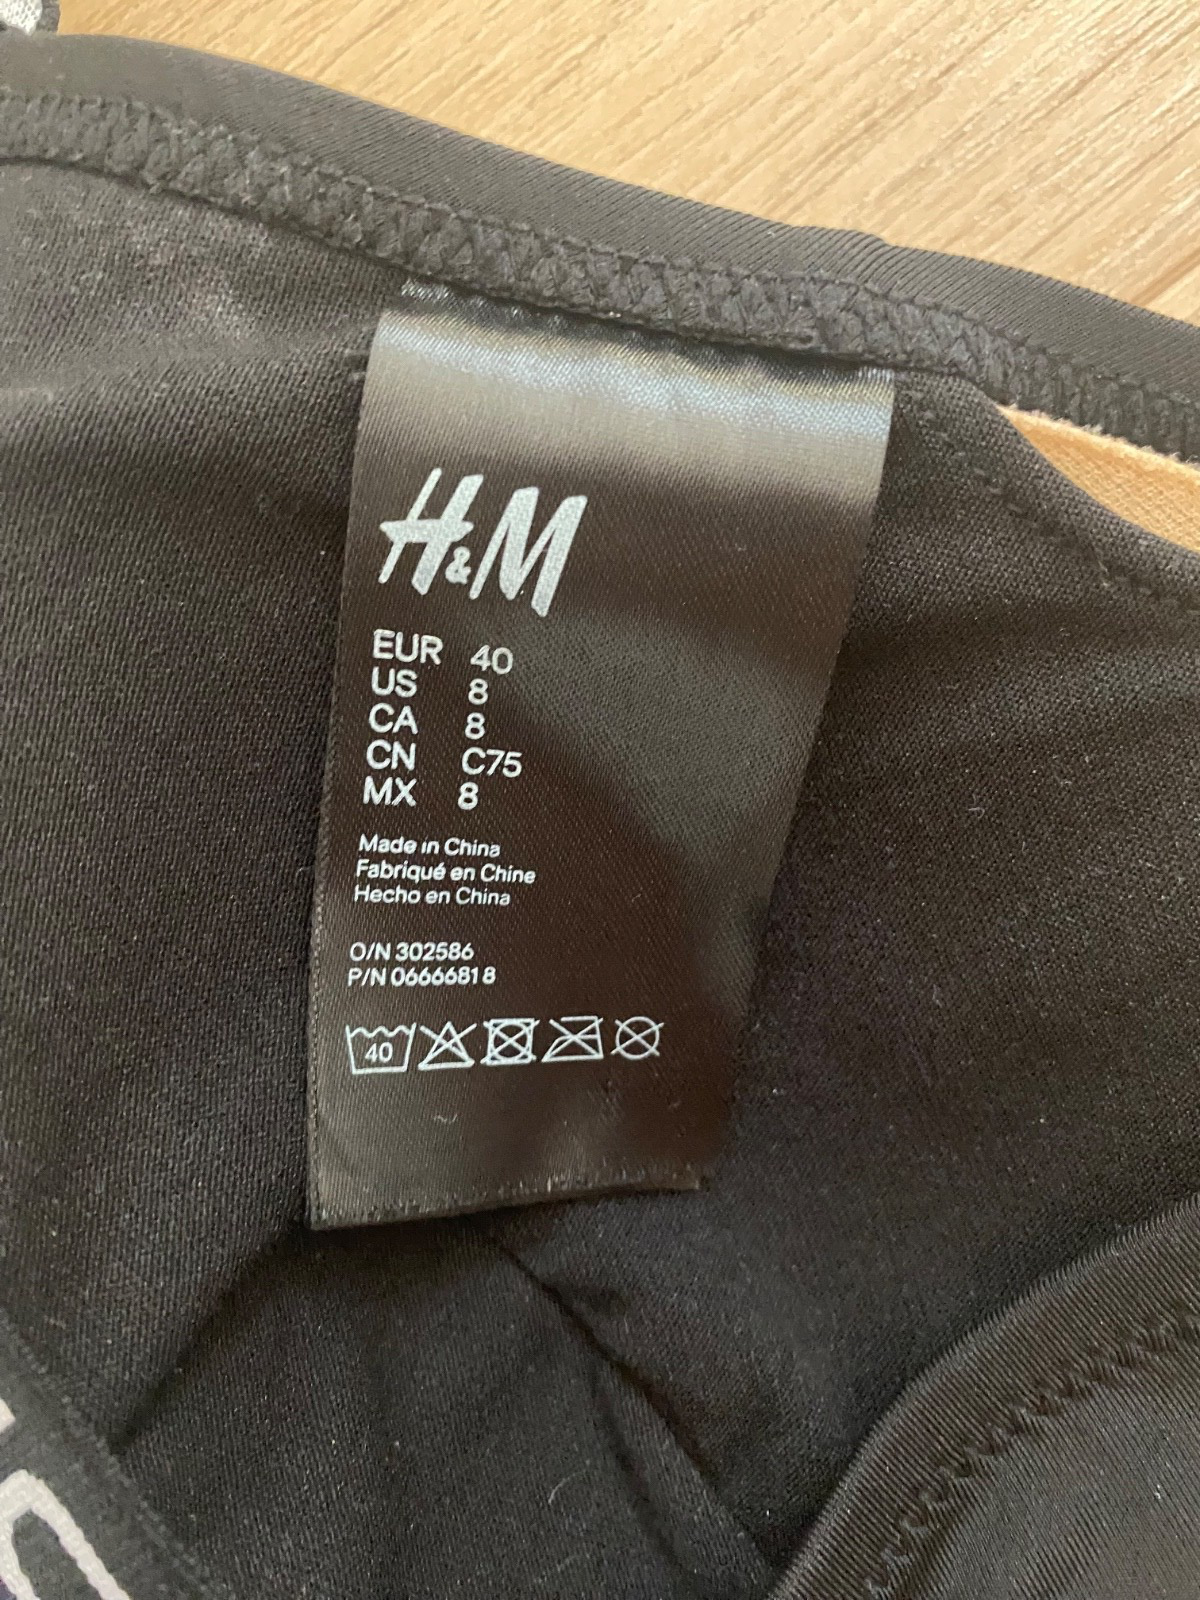 H&M
EUR 40
US 8
CA 8
CN C75
MX 8
Made in China
Fabriqué en Chine
Hecho en China
O/N 302586
P/N 06666818
40